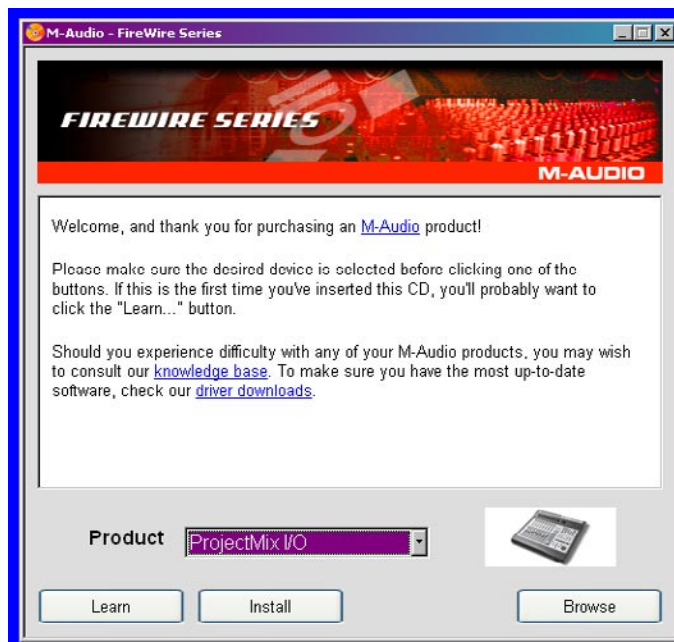 M-Audio - FireWire Series
FIREWIRE SERIES
M-AUDIO
Welcome, and thank you for purchasing an M-Audio product!
Please make sure the desired device is selected before clicking one of the
buttons. If this is the first time you've inserted this CD, you'll probably want to
click the "Learn..." button.
Should you experience difficulty with any of your M-Audio products, you may wish
to consult our knowledge base. To make sure you have the most up-to-date
software, check our driver downloads.
Product
ProjectMix I/O
Learn
Install
Browse